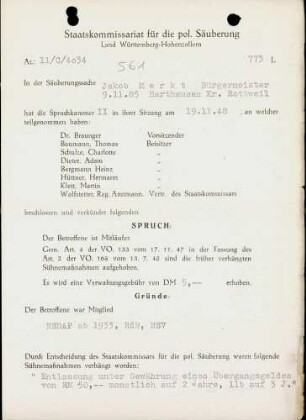 Staatskommissariat für die pol. Säuberung
Land Württemberg-Hohenzollern
Az.: 11/C/4034 773 L
561
In der Säuberungssache Jakob Merkt Bürgermeister
9.11.85 Harthausen Kr. Rottweil
hat die Spruchkammer IX in ihrer Sitzung am 19.11.48 , an welcher
teilgenommen haben:
Dr. Braunger Vorsitzender
Baumann, Thomas Beisitzer
Schulze, Charlotte "
Dieter, Adam "
Bergmann Heinz "
Hüttner, Hermann "
Klett, Martin "
Wolfstetter, Reg. Amtmann, Vertr. des Staatskommissars
beschlossen und verkündet folgenden
SPRUCH:
Der Betroffene ist Mitläufer
Gem. Art. 4 der VO. 133 vom 17. 11. 47 in der Fassung des
Art. 2 der VO. 165 vom 13. 7. 48 sind die früher verhängten
Sühnemaßnahmen aufgehoben.
Es wird eine Verwaltungsgebühr von DM 5,-- erhoben.
Gründe:
Der Betroffene war Mitglied
NSDAP ab 1933, RDB, NSV
Durch Entscheidung des Staatskommissars für die pol. Säuberung waren folgende
Sühnemaßnahmen verhängt worden:
" Entlassung unter Gewährung eines Übergangsgeldes
von RM 50,-- monatlich auf 2 Jahre, llb auf 3 J."